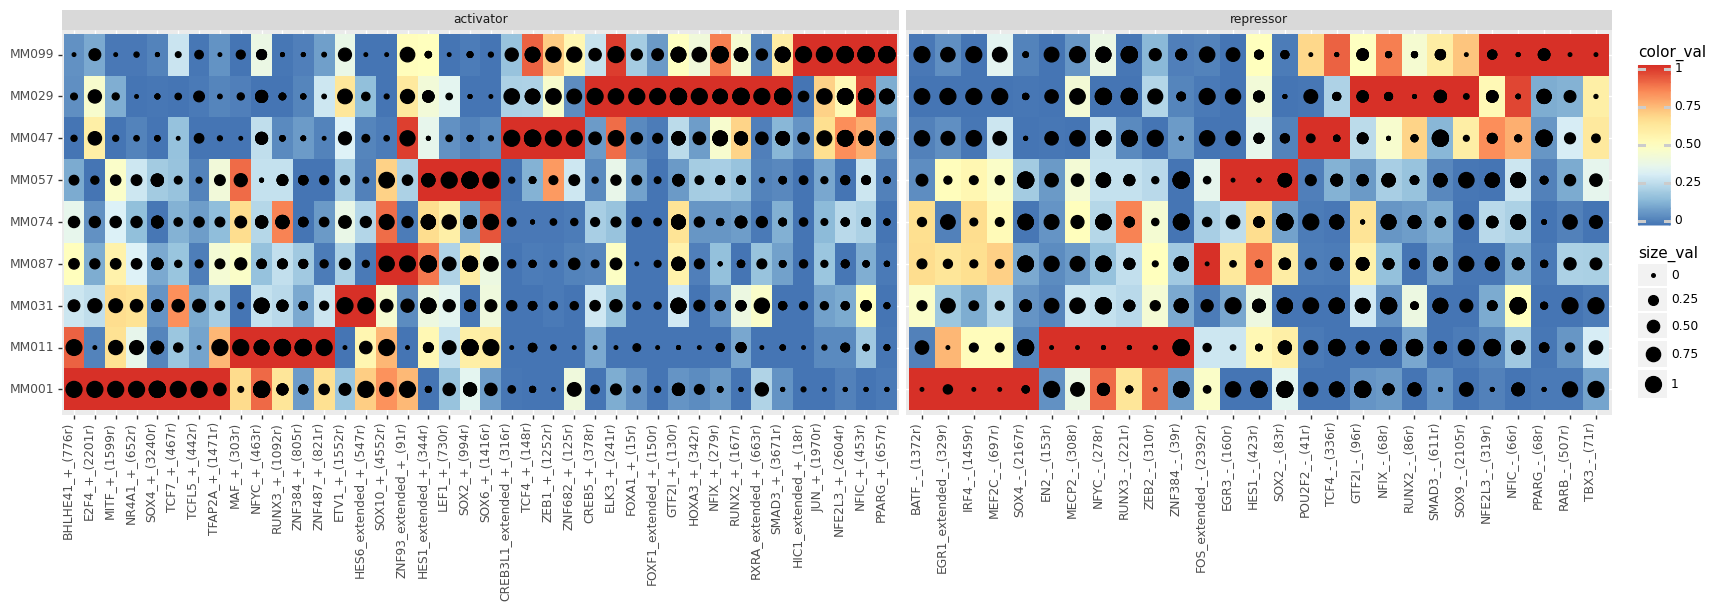 activator
repressor
MM099
MM029
MM047
MM057
MM074
MM087
MM031
MM011
MM001
BHLHE41_+_(776r)
E2F4_+_(2201r)
MITF_+_(1599r)
NR4A1_+_(652r)
SOX4_+_(3240r)
TCF7_+_(467r)
TCFL5_+_(442r)
TFAP2A_+_(1471r)
MAF_+_(303r)
NFYC_+_(463r)
RUNX3_+_(1092r)
ZNF384_+_(805r)
ZNF487_+_(821r)
ETV1_+_(1552r)
HES6_extended_+_(547r)
SOX10_+_(4552r)
ZNF93_extended_+_(91r)
HES1_extended_+_(344r)
LEF1_+_(730r)
SOX2_+_(994r)
SOX6_+_(1416r)
CREB3L1_extended_+_(316r)
TCF4_+_(148r)
ZEB1_+_(1252r)
ZNF682_+_(125r)
CREB5_+_(378r)
ELK3_+_(241r)
FOXA1_+_(15r)
FOXF1_extended_+_(150r)
GTF2I_+_(130r)
HOXA3_+_(342r)
NFIX_+_(279r)
RUNX2_+_(167r)
RXRA_extended_+_(663r)
SMAD3_+_(3671r)
HIC1_extended_+_(18r)
JUN_+_(1970r)
NFE2L3_+_(2604r)
NFIC_+_(453r)
PPARG_+_(657r)
BATF_-_(1372r)
EGR1_extended_-_(329r)
IRF4_-_(1459r)
MEF2C_-_(697r)
SOX4_-_(2167r)
EN2_-_(153r)
MECP2_-_(308r)
NFYC_-_(278r)
RUNX3_-_(221r)
ZEB2_-_(310r)
ZNF384_-_(39r)
FOS_extended_-_(2392r)
EGR3_-_(160r)
HES1_-_(423r)
SOX2_-_(83r)
POU2F2_-_(41r)
TCF4_-_(336r)
GTF2I_-_(96r)
NFIX_-_(68r)
RUNX2_-_(86r)
SMAD3_-_(611r)
SOX9_-_(2105r)
NFE2L3_-_(319r)
NFIC_-_(66r)
PPARG_-_(68r)
RARB_-_(507r)
TBX3_-_(71r)
color_val
1
0.75
0.50
0.25
0
size_val
0
0.25
0.50
0.75
1